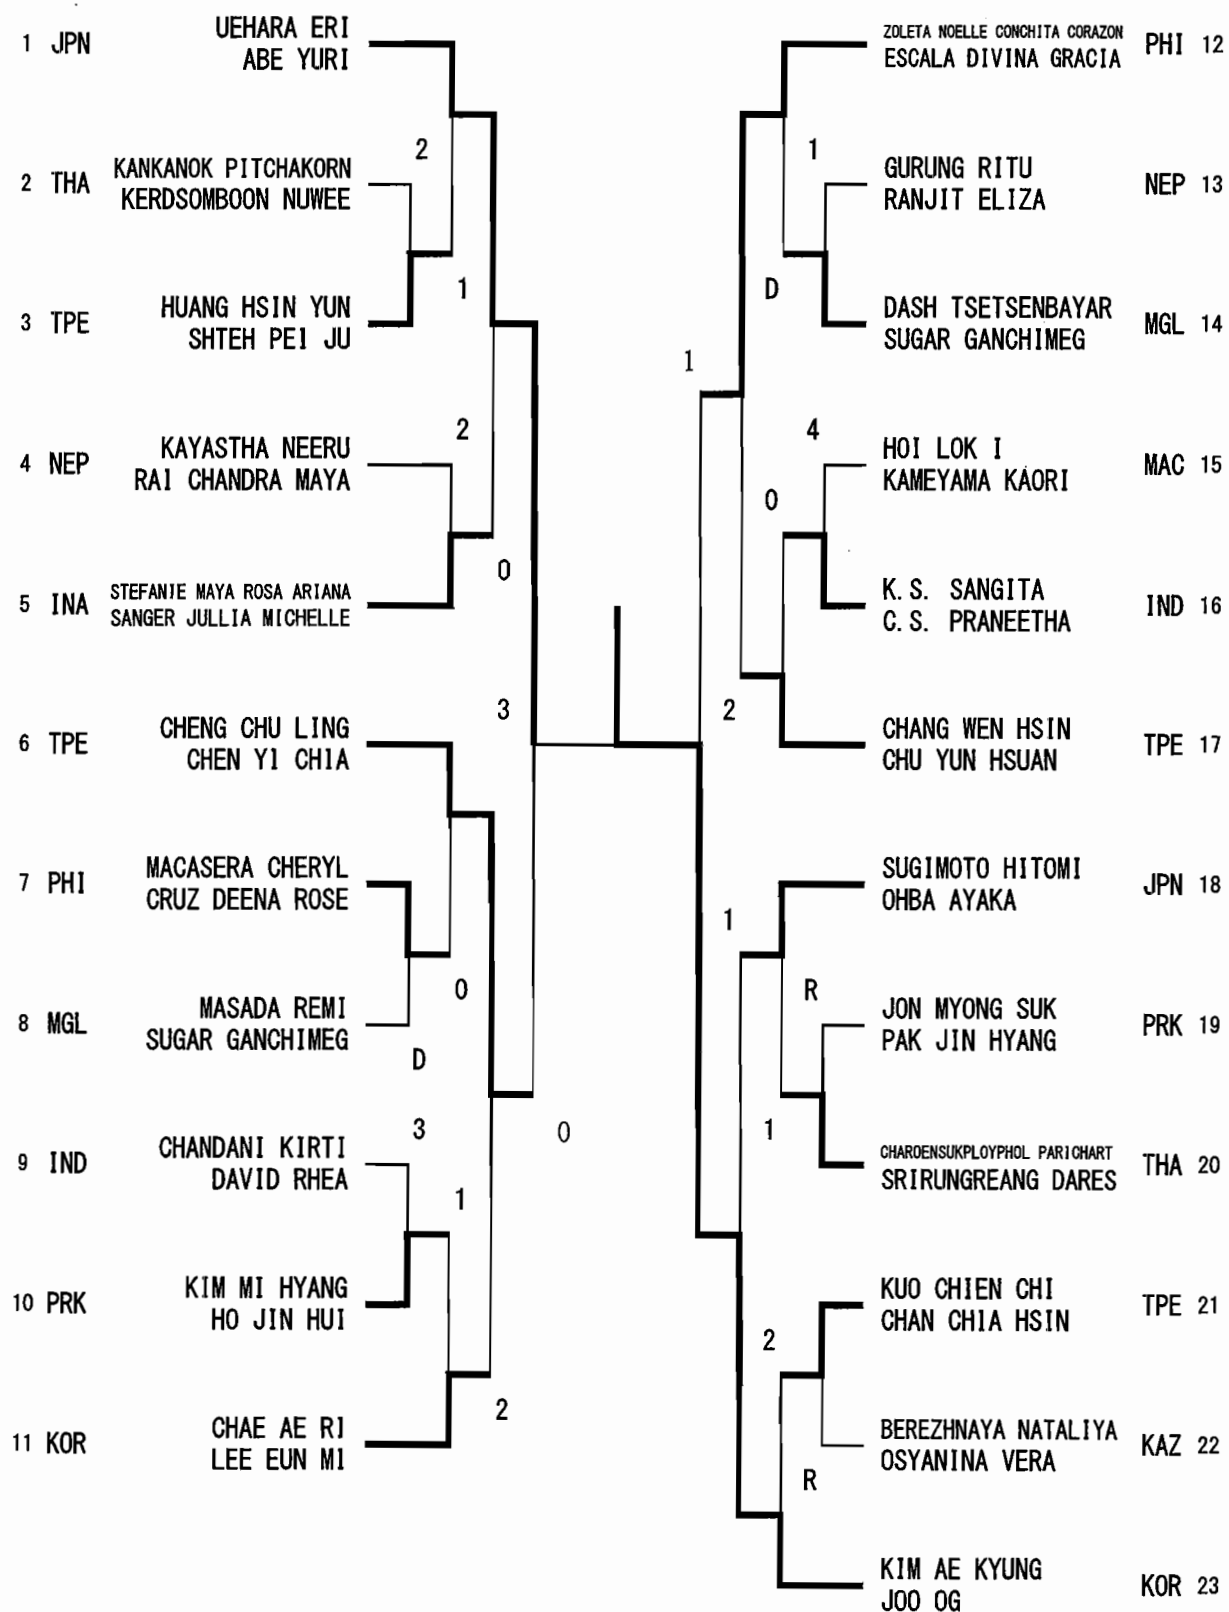 1 JPN UEHARA ERI
ABE YURI
2
2 THA KANKANOK PITCHAKORN
KERDSOMBOON NUWEE
1
3 TPE HUANG HSIN YUN
SHTEH PEI JU
2
4 NEP KAYASTHA NEERU
RAI CHANDRA MAYA
0
5 INA STEFANIE MAYA ROSA ARIANA
SANGER JULLIA MICHELLE
3
6 TPE CHENG CHU LING
CHEN YI CHIA
7 PHI MACASERA CHERYL
CRUZ DEENA ROSE
0
8 MGL MASADA REMI
SUGAR GANCHIMEG
D
3
0
9 IND CHANDANI KIRTI
DAVID RHEA
1
10 PRK KIM MI HYANG
HO JIN HUI
2
11 KOR CHAE AE RI
LEE EUN MI
ZOLETA NOELLE CONCHITA CORAZON
ESCALA DIVINA GRACIA PHI 12
1
GURUNG RITU
RANJIT ELIZA NEP 13
D
DASH TSETSENBAYAR
SUGAR GANCHIMEG MGL 14
1
4
HOI LOK I
KAMEYAMA KAORI MAC 15
0
K.S. SANGITA
C.S. PRANEETHA IND 16
2
CHANG WEN HSIN
CHU YUN HSUAN TPE 17
SUGIMOTO HITOMI
OHBA AYAKA JPN 18
1
R
JON MYONG SUK
PAK JIN HYANG PRK 19
1
CHAROENSUKPLOYPHOL PARICHART
SRIRUNGREANG DARES THA 20
KUO CHIEN CHI
CHAN CHIA HSIN TPE 21
2
BEREZHNAYA NATALIYA
OSYANINA VERA KAZ 22
R
KIM AE KYUNG
JOO OG KOR 23